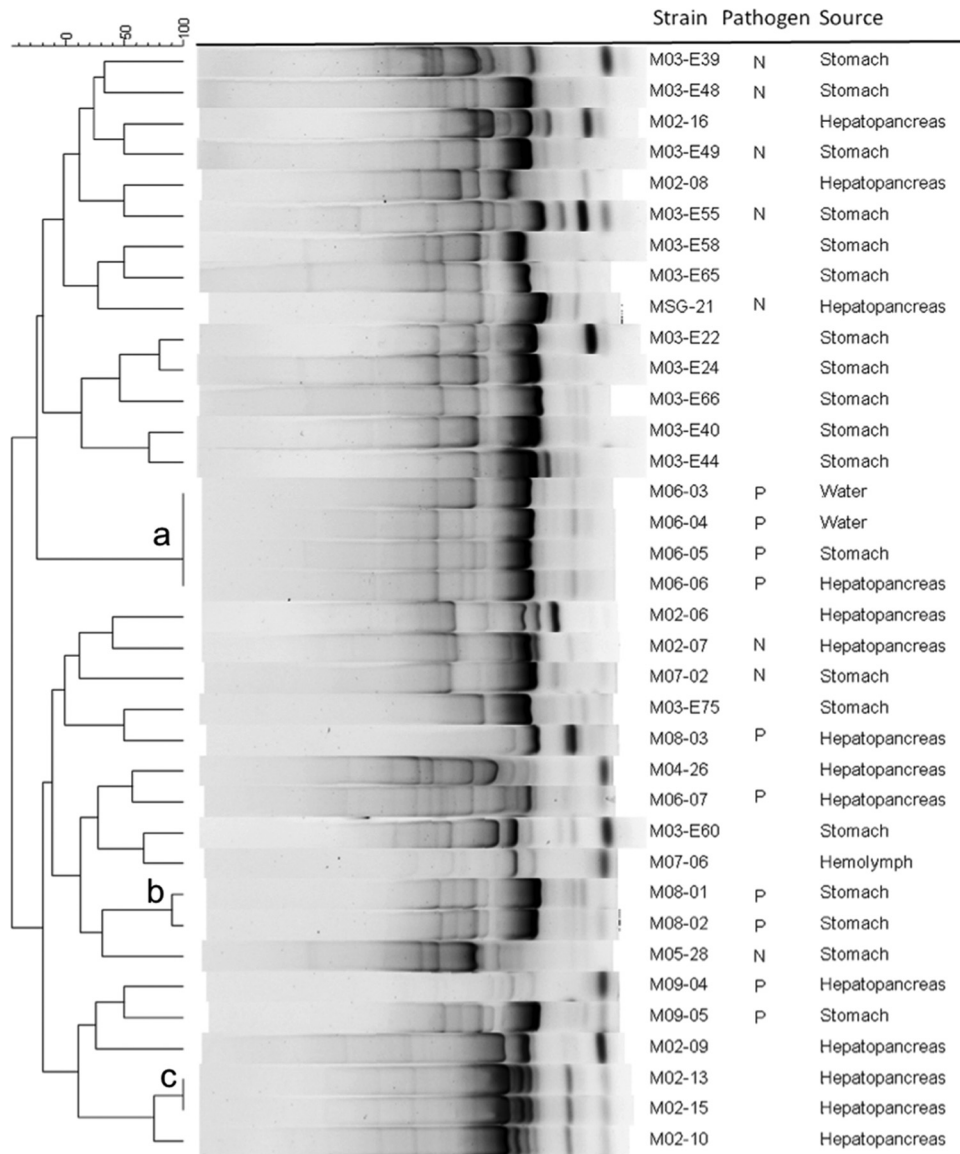 Strain Pathogen Source
0 50 100
M03-E39 N Stomach
M03-E48 N Stomach
M02-16 Hepatopancreas
M03-E49 N Stomach
M02-08 Hepatopancreas
M03-E55 N Stomach
M03-E58 Stomach
M03-E65 Stomach
MSG-21 N Hepatopancreas
M03-E22 Stomach
M03-E24 Stomach
M03-E66 Stomach
M03-E40 Stomach
M03-E44 Stomach
M06-03 P Water
M06-04 P Water
a
M06-05 P Stomach
M06-06 P Hepatopancreas
M02-06 Hepatopancreas
M02-07 N Hepatopancreas
M07-02 N Stomach
M03-E75 Stomach
M08-03 P Hepatopancreas
M04-26 Hepatopancreas
M06-07 P Hepatopancreas
M03-E60 Stomach
M07-06 Hemolymph
b
M08-01 P Stomach
M08-02 P Stomach
M05-28 N Stomach
M09-04 P Hepatopancreas
M09-05 P Stomach
M02-09 Hepatopancreas
c
M02-13 Hepatopancreas
M02-15 Hepatopancreas
M02-10 Hepatopancreas